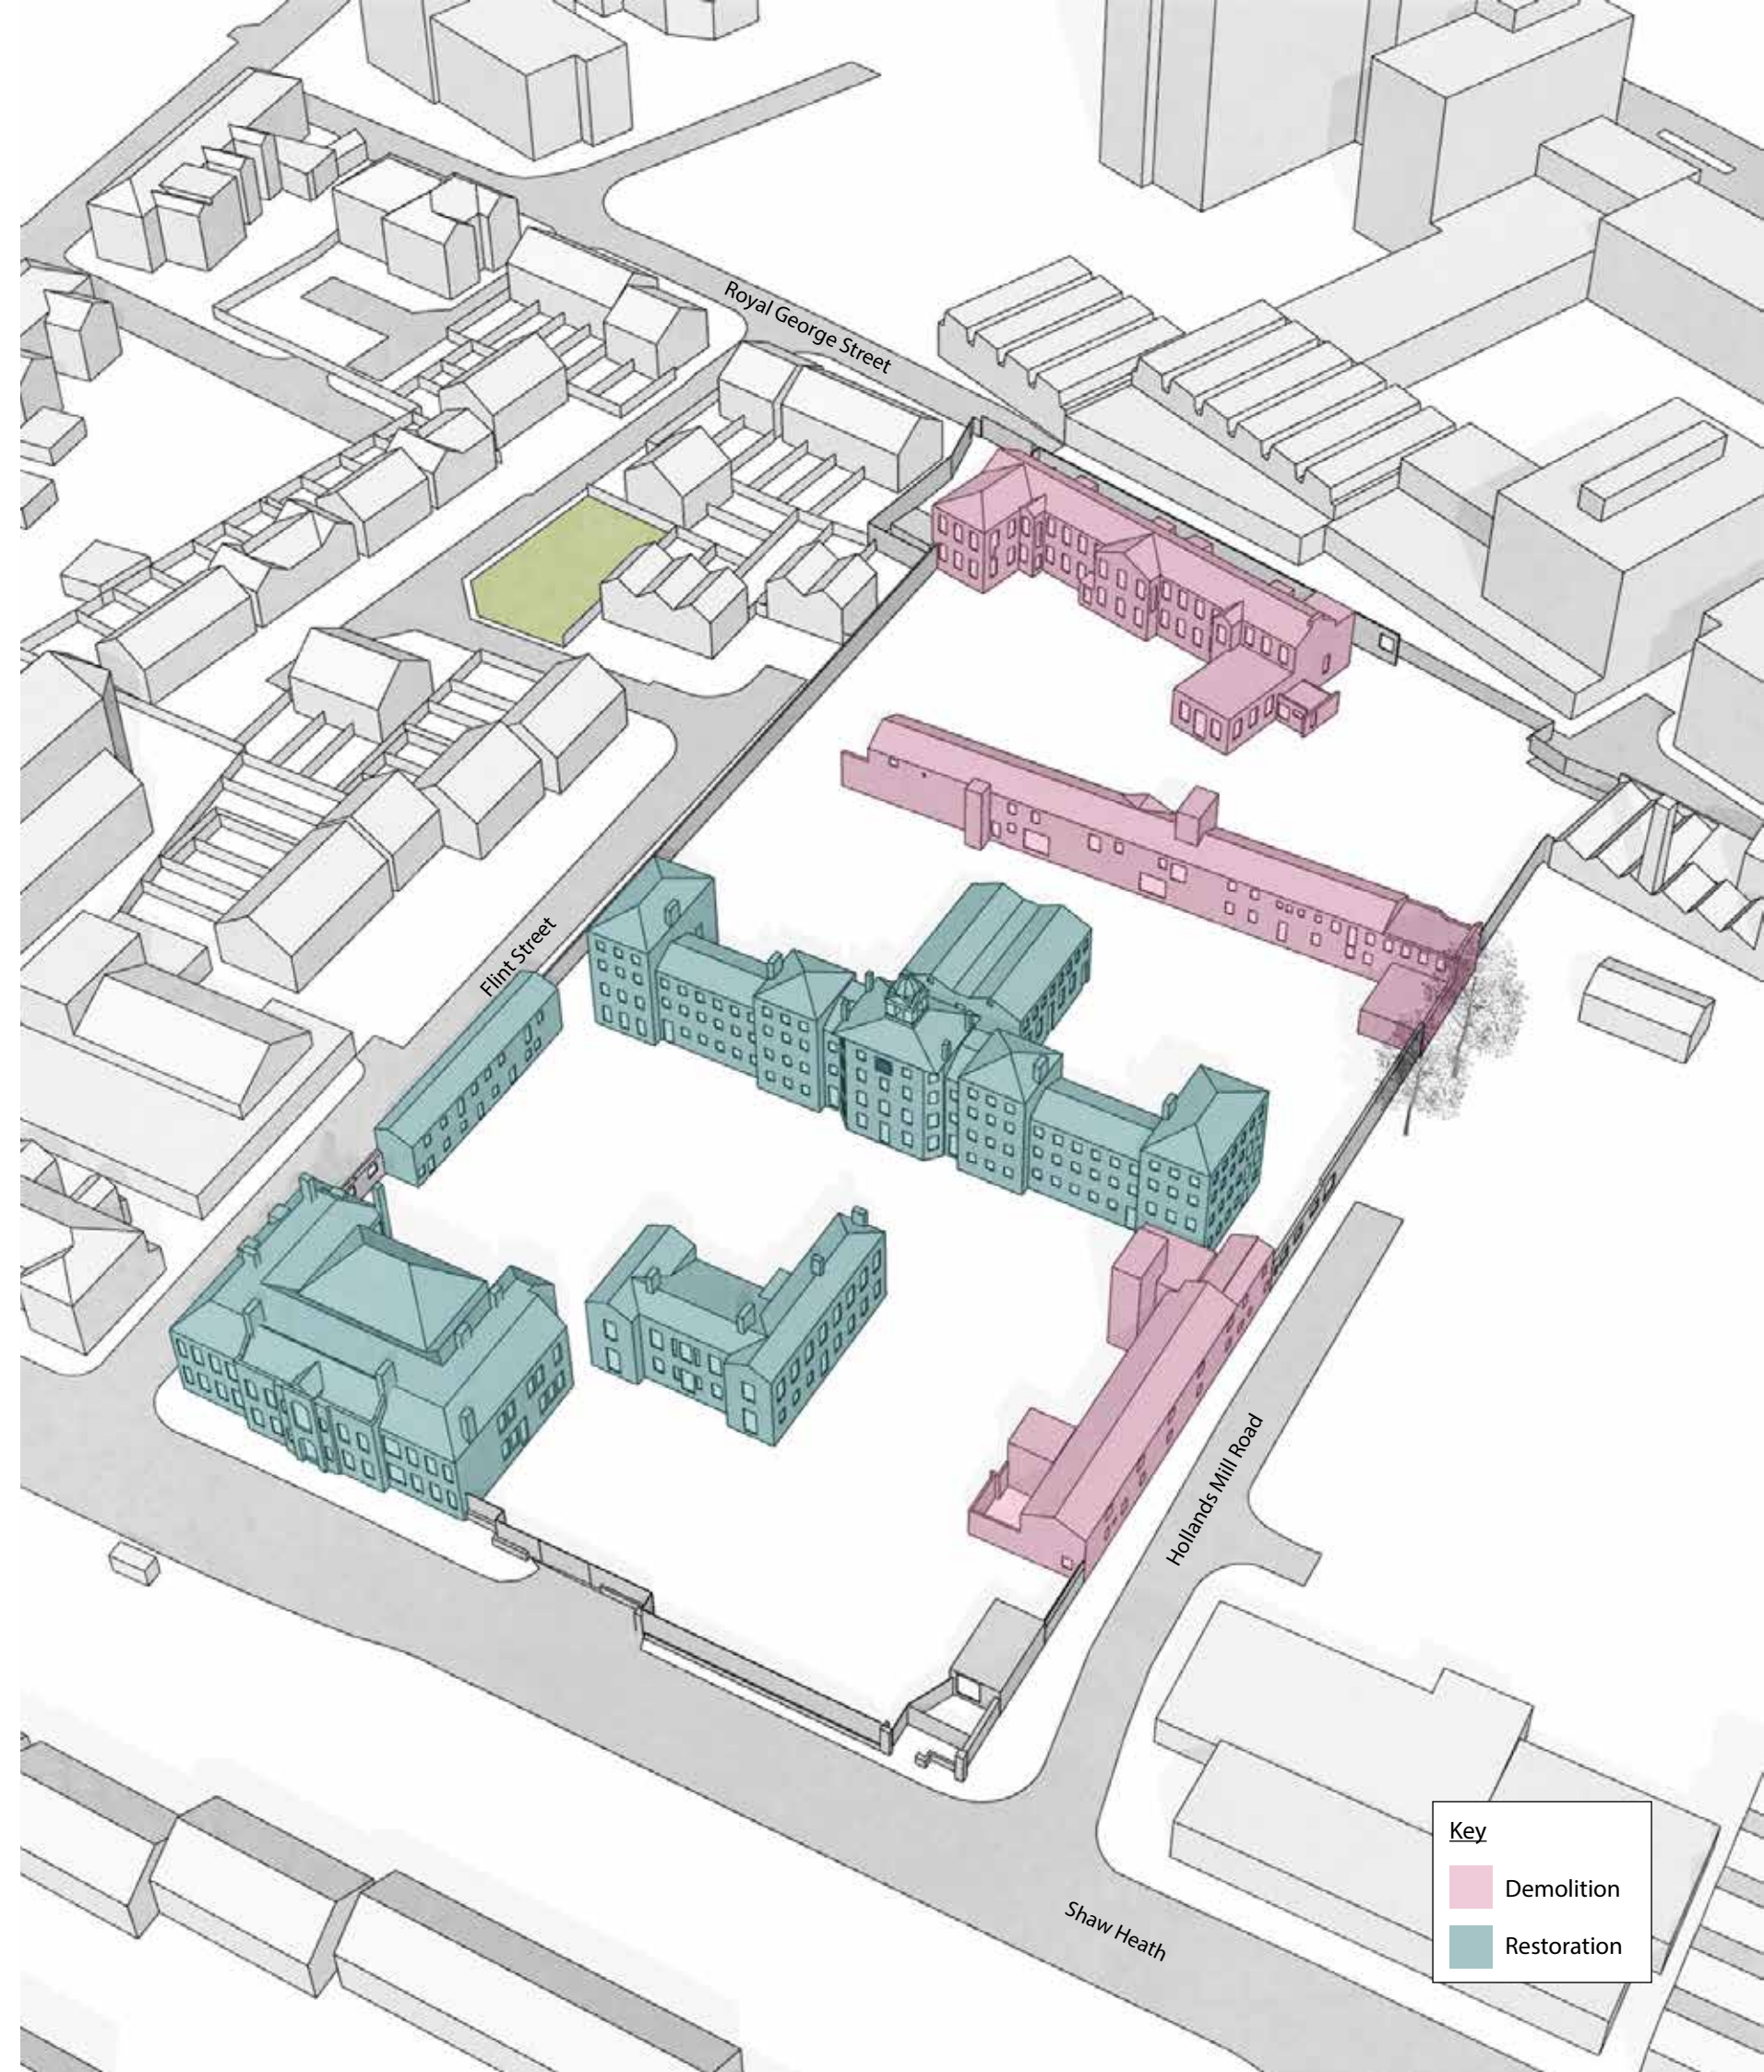 Royal George Street
Flint Street
Hollands Mill Road
Shaw Heath
Key
Demolition
Restoration